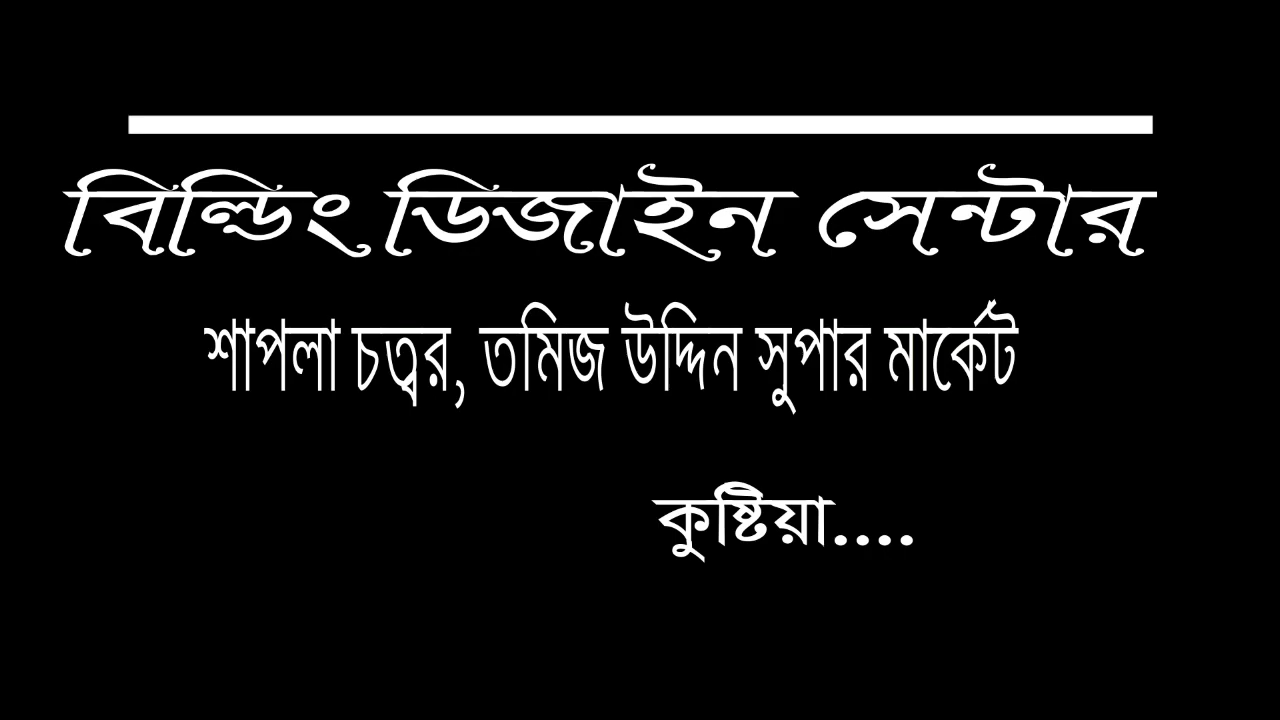 বিল্ডিং ডিজাইন সেন্টার
শাপলা চত্বর, তমিজ উদ্দিন সুপার মার্কেট
কুষ্টিয়া....